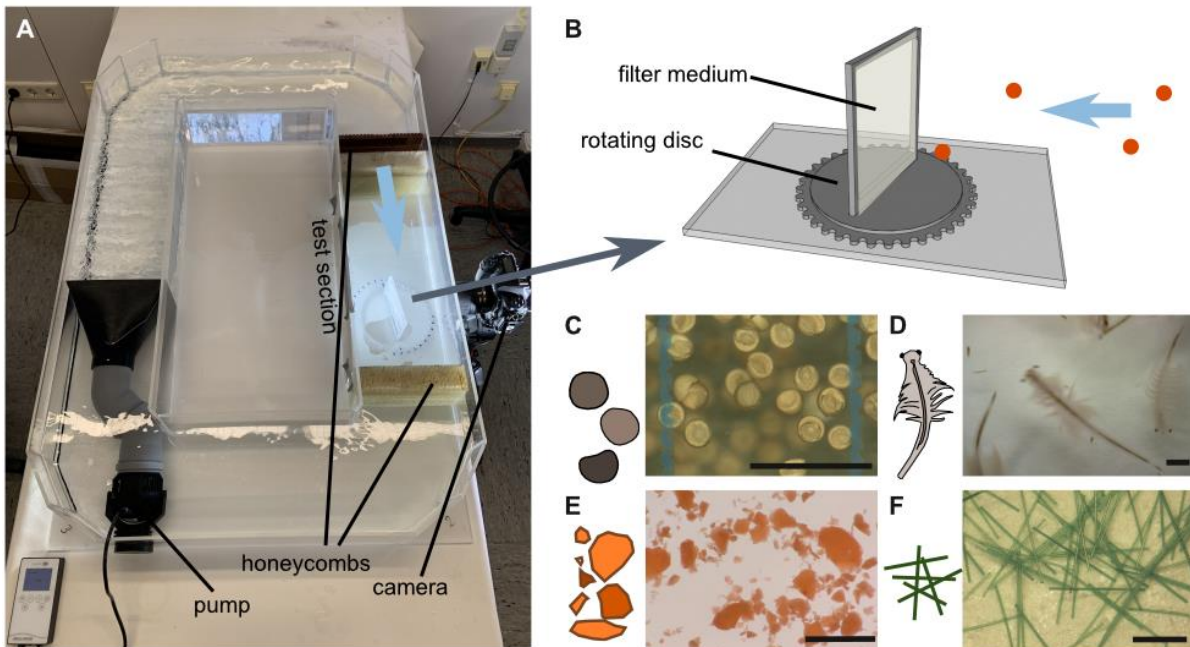 A
test section
honeycombs
camera
pump
B
filter medium
rotating disc
C
D
E
F